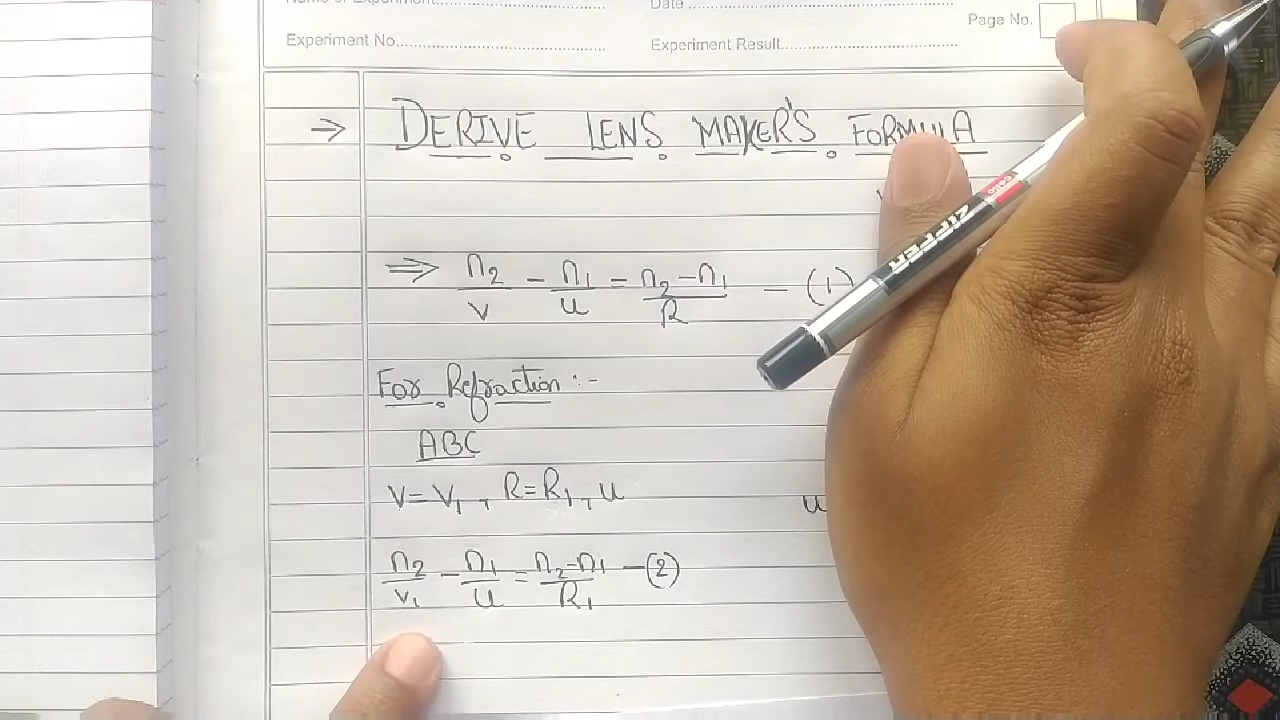 Name of Experiment Date
Page No.
Experiment No. Experiment Result
⇒ DERIVE LENS MAKER'S FORMULA
⇒ n₂/v - n₁/u = n₂-n₁/R - (1)
For Refraction :-
ABC
v = v₁, R = R₁, u
u
n₂/v₁ - n₁/u = n₂-n₁/R₁ - (2)
cello ZIPPER